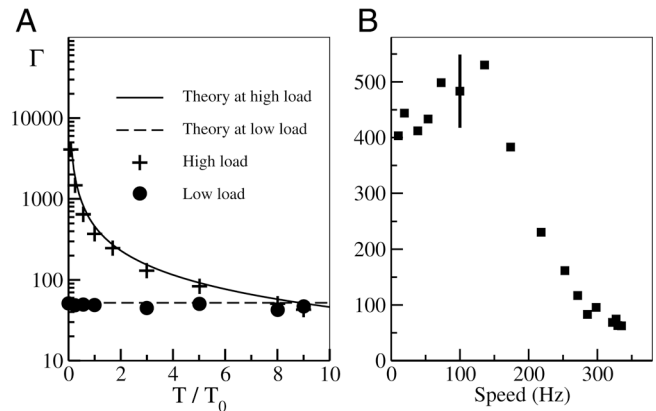 A
Γ
10000
1000
100
10
0 2 4 6 8 10
T / T0
Theory at high load
Theory at low load
High load
Low load
B
500
400
300
200
100
0
0 100 200 300
Speed (Hz)